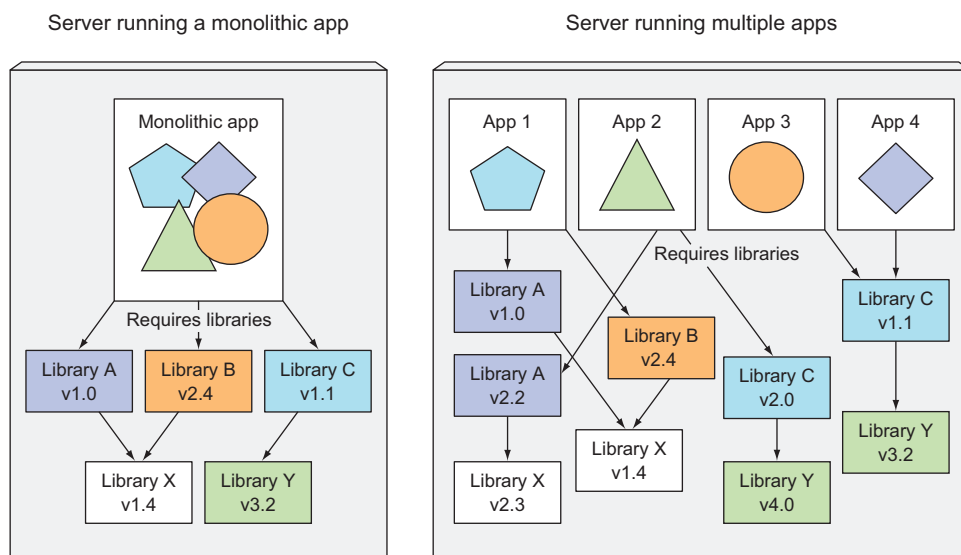 Server running a monolithic app
Monolithic app
Requires libraries
Library A
v1.0
Library B
v2.4
Library C
v1.1
Library X
v1.4
Library Y
v3.2
Server running multiple apps
App 1
App 2
App 3
App 4
Requires libraries
Library A
v1.0
Library B
v2.4
Library C
v1.1
Library A
v2.2
Library C
v2.0
Library X
v2.3
Library X
v1.4
Library Y
v4.0
Library Y
v3.2